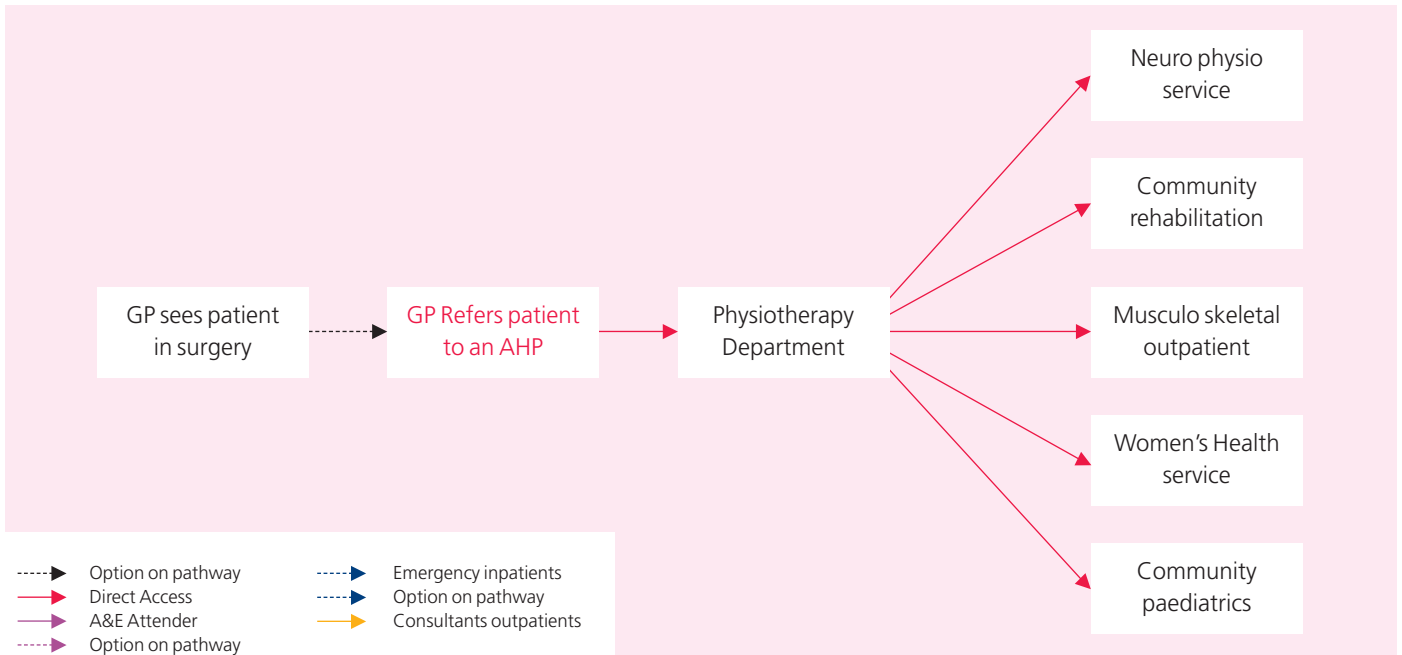 Neuro physio
service
Community
rehabilitation
GP sees patient
in surgery
GP Refers patient
to an AHP
Physiotherapy
Department
Musculo skeletal
outpatient
Women’s Health
service
Community
paediatrics
Option on pathway
Direct Access
A&E Attender
Option on pathway
Emergency inpatients
Option on pathway
Consultants outpatients